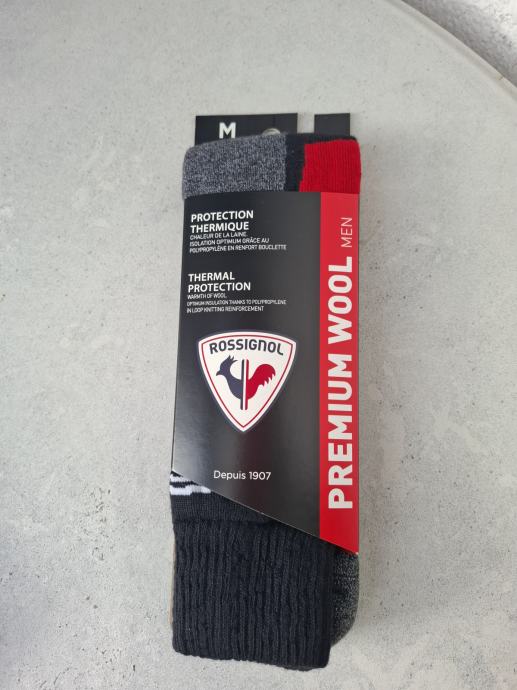 M
PROTECTION
THERMIQUE
CHALEUR DE LA LAINE.
ISOLATION OPTIMUM GRÂCE AU
POLYPROPYLÈNE EN RENFORT BOUCLETTE
THERMAL
PROTECTION
WARMTH OF WOOL.
OPTIMUM INSULATION THANKS TO POLYPROPYLENE
IN LOOP KNITTING REINFORCEMENT
ROSSIGNOL
Depuis 1907
PREMIUM WOOL MEN